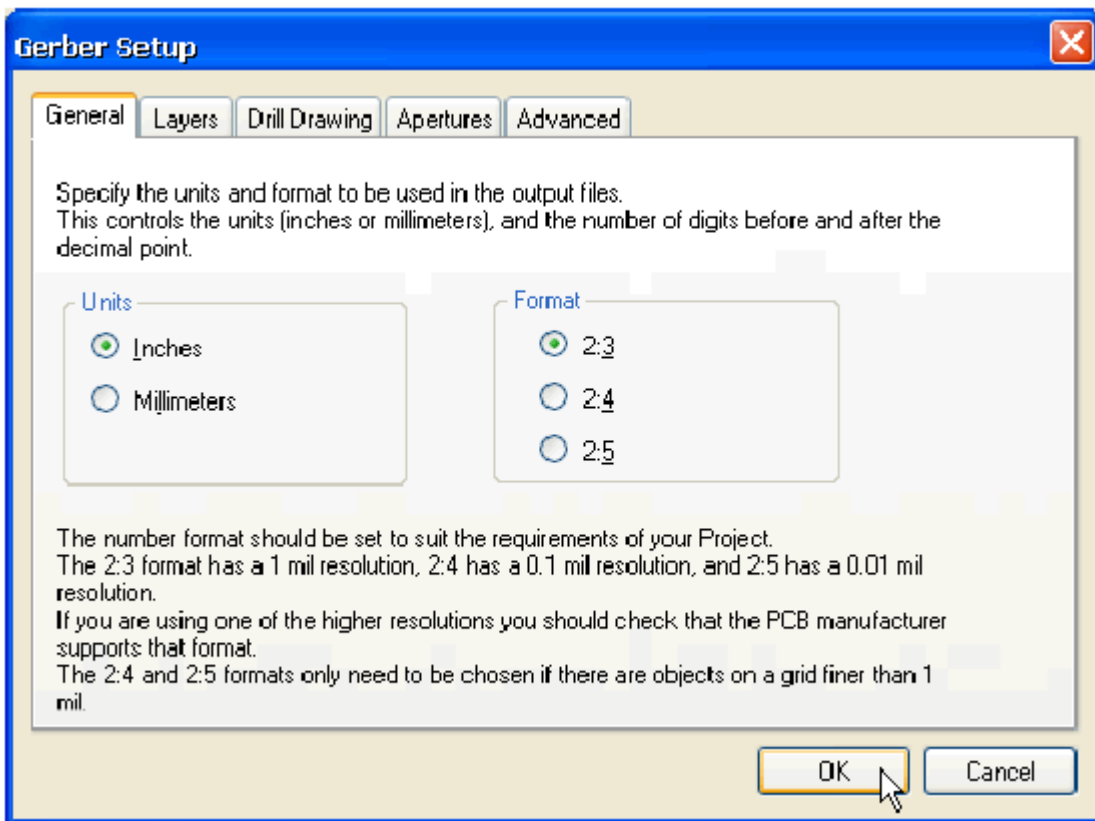 Gerber Setup
General Layers Drill Drawing Apertures Advanced
Specify the units and format to be used in the output files.
This controls the units (inches or millimeters), and the number of digits before and after the
decimal point.
Units
Inches
Millimeters
Format
2:3
2:4
2:5
The number format should be set to suit the requirements of your Project.
The 2:3 format has a 1 mil resolution, 2:4 has a 0.1 mil resolution, and 2:5 has a 0.01 mil
resolution.
If you are using one of the higher resolutions you should check that the PCB manufacturer
supports that format.
The 2:4 and 2:5 formats only need to be chosen if there are objects on a grid finer than 1
mil.
OK Cancel